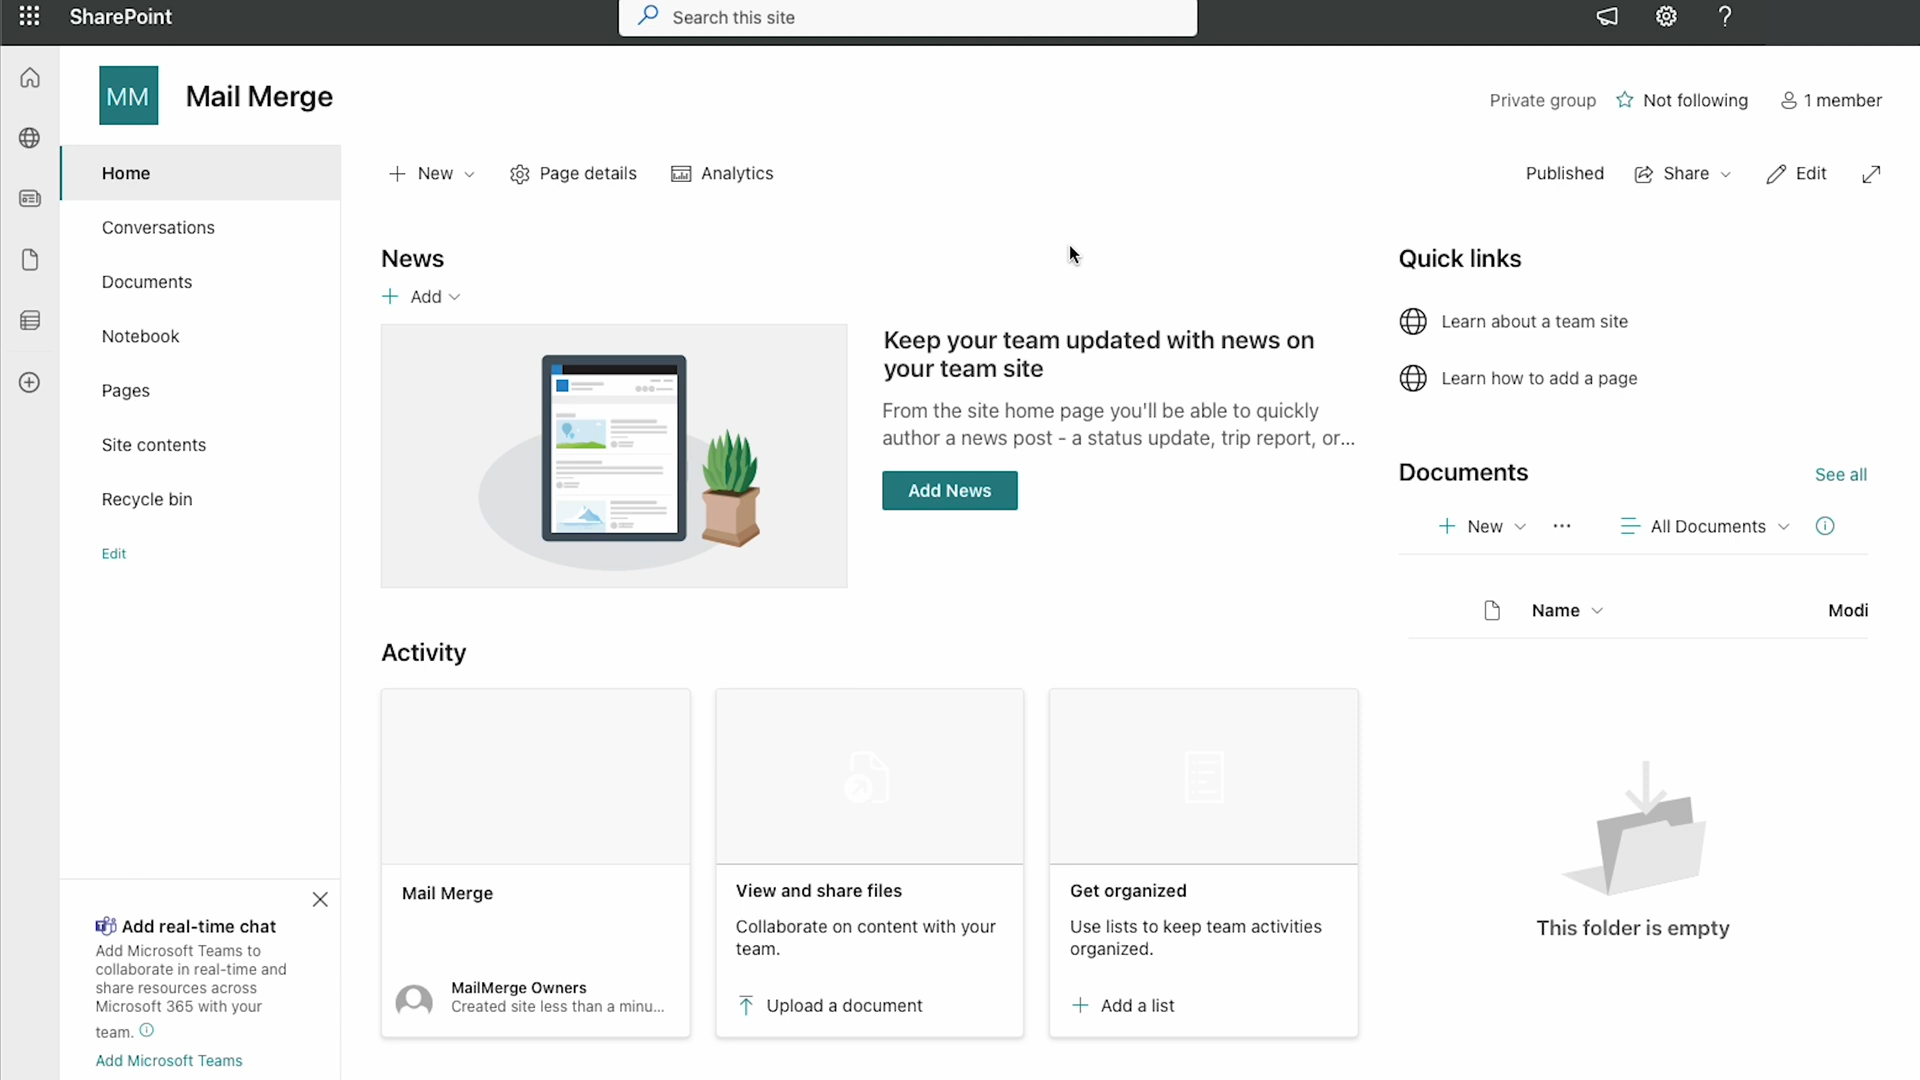 SharePoint
Search this site
MM
Mail Merge
Private group
Not following
1 member
Home
Conversations
Documents
Notebook
Pages
Site contents
Recycle bin
Edit
New
Page details
Analytics
Published
Share
Edit
News
Add
Keep your team updated with news on
your team site
From the site home page you'll be able to quickly
author a news post - a status update, trip report, or...
Add News
Quick links
Learn about a team site
Learn how to add a page
Documents
See all
New
All Documents
Name
Modi
This folder is empty
Activity
Mail Merge
MailMerge Owners
Created site less than a minu...
View and share files
Collaborate on content with your
team.
Upload a document
Get organized
Use lists to keep team activities
organized.
Add a list
Add real-time chat
Add Microsoft Teams to
collaborate in real-time and
share resources across
Microsoft 365 with your
team.
Add Microsoft Teams